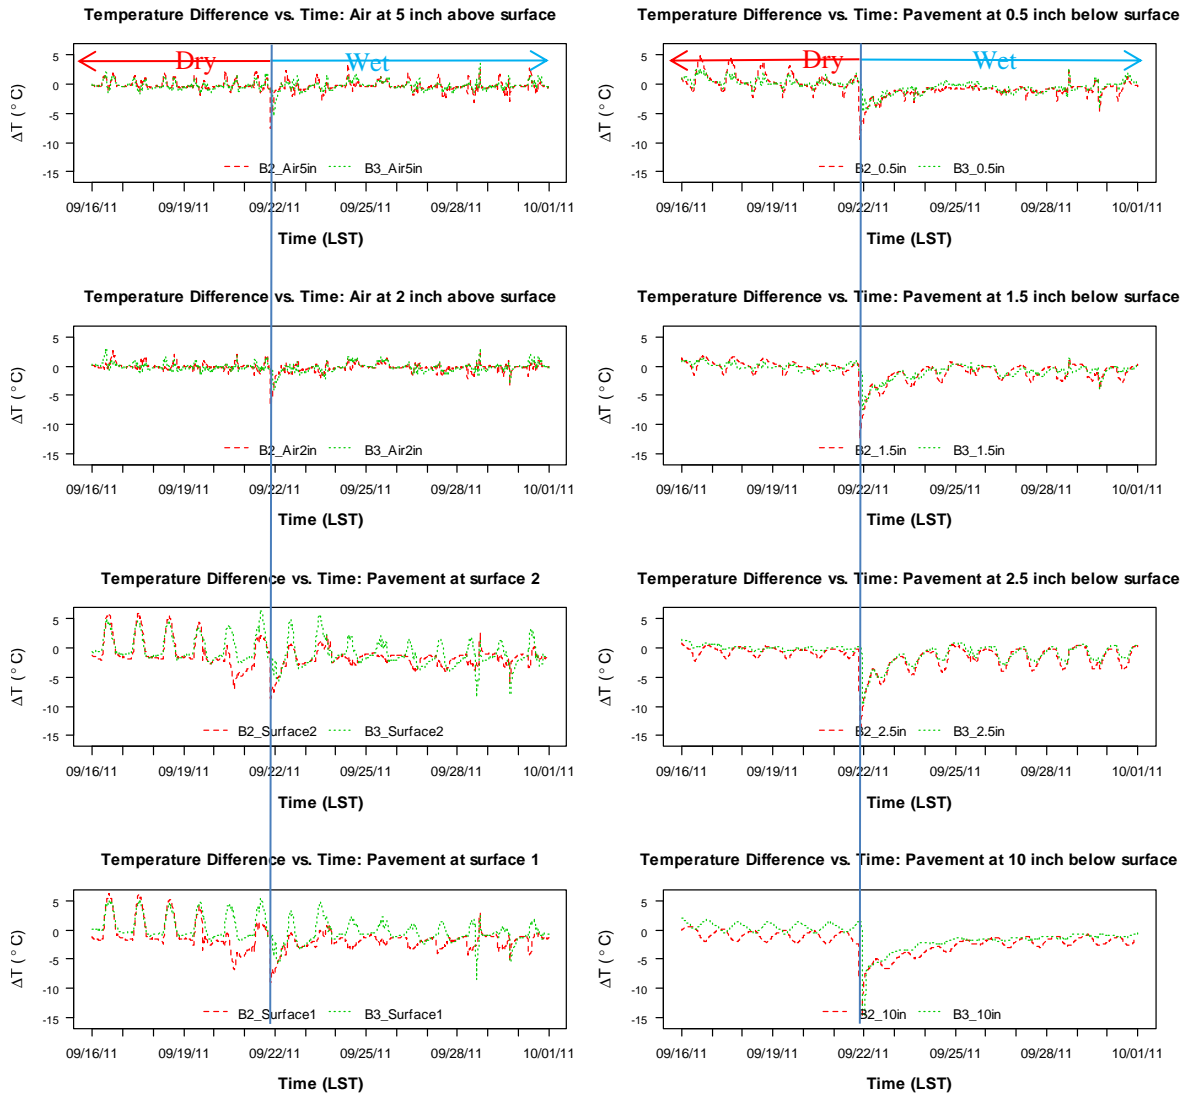 Temperature Difference vs. Time: Air at 5 inch above surface
Dry
Wet
5
0
-5
-10
-15
ΔT (° C)
B2_Air5in
B3_Air5in
09/16/11 09/19/11 09/22/11 09/25/11 09/28/11 10/01/11
Time (LST)
Temperature Difference vs. Time: Pavement at 0.5 inch below surface
Dry
Wet
5
0
-5
-10
-15
ΔT (° C)
B2_0.5in
B3_0.5in
09/16/11 09/19/11 09/22/11 09/25/11 09/28/11 10/01/11
Time (LST)
Temperature Difference vs. Time: Air at 2 inch above surface
5
0
-5
-10
-15
ΔT (° C)
B2_Air2in
B3_Air2in
09/16/11 09/19/11 09/22/11 09/25/11 09/28/11 10/01/11
Time (LST)
Temperature Difference vs. Time: Pavement at 1.5 inch below surface
5
0
-5
-10
-15
ΔT (° C)
B2_1.5in
B3_1.5in
09/16/11 09/19/11 09/22/11 09/25/11 09/28/11 10/01/11
Time (LST)
Temperature Difference vs. Time: Pavement at surface 2
5
0
-5
-10
-15
ΔT (° C)
B2_Surface2
B3_Surface2
09/16/11 09/19/11 09/22/11 09/25/11 09/28/11 10/01/11
Time (LST)
Temperature Difference vs. Time: Pavement at 2.5 inch below surface
5
0
-5
-10
-15
ΔT (° C)
B2_2.5in
B3_2.5in
09/16/11 09/19/11 09/22/11 09/25/11 09/28/11 10/01/11
Time (LST)
Temperature Difference vs. Time: Pavement at surface 1
5
0
-5
-10
-15
ΔT (° C)
B2_Surface1
B3_Surface1
09/16/11 09/19/11 09/22/11 09/25/11 09/28/11 10/01/11
Time (LST)
Temperature Difference vs. Time: Pavement at 10 inch below surface
5
0
-5
-10
-15
ΔT (° C)
B2_10in
B3_10in
09/16/11 09/19/11 09/22/11 09/25/11 09/28/11 10/01/11
Time (LST)